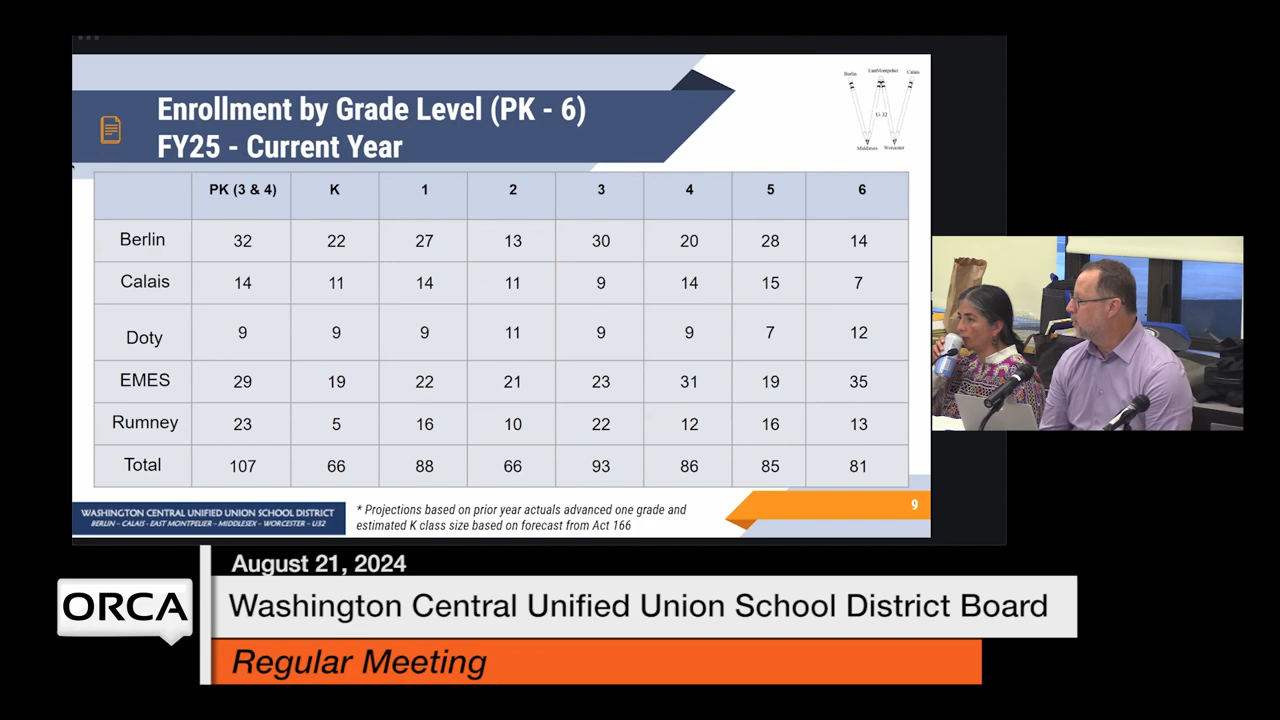 Enrollment by Grade Level (PK - 6)
FY25 - Current Year
Berlin EastMontpelier Calais
U-32
Middlesex Worcester
PK (3 & 4) K 1 2 3 4 5 6
Berlin 32 22 27 13 30 20 28 14
Calais 14 11 14 11 9 14 15 7
Doty 9 9 9 11 9 9 7 12
EMES 29 19 22 21 23 31 19 35
Rumney 23 5 16 10 22 12 16 13
Total 107 66 88 66 93 86 85 81
WASHINGTON CENTRAL UNIFIED UNION SCHOOL DISTRICT
BERLIN – CALAIS - EAST MONTPELIER – MIDDLESEX – WORCESTER – U32
* Projections based on prior year actuals advanced one grade and
estimated K class size based on forecast from Act 166
9
August 21, 2024
ORCA
Washington Central Unified Union School District Board
Regular Meeting